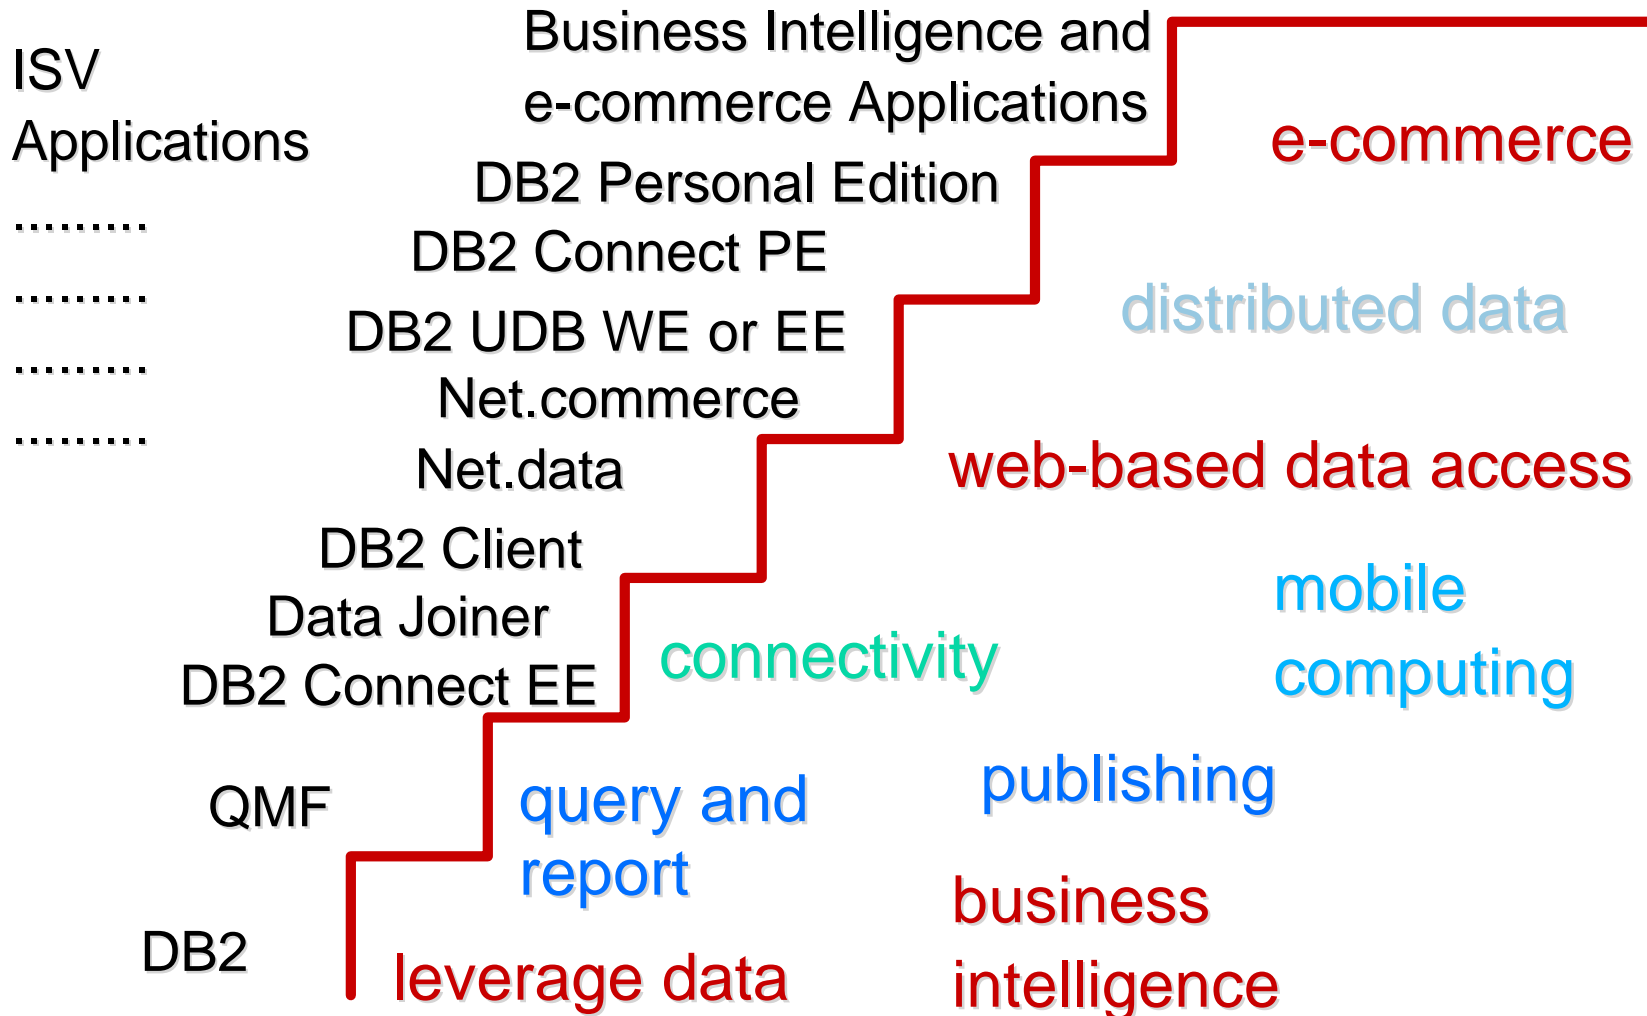 ISV
Applications
.........
.........
.........
.........
Business Intelligence and
e-commerce Applications
DB2 Personal Edition
DB2 Connect PE
DB2 UDB WE or EE
Net.commerce
Net.data
DB2 Client
Data Joiner
DB2 Connect EE
QMF
DB2
e-commerce
distributed data
web-based data access
mobile
computing
connectivity
publishing
query and
report
business
intelligence
leverage data